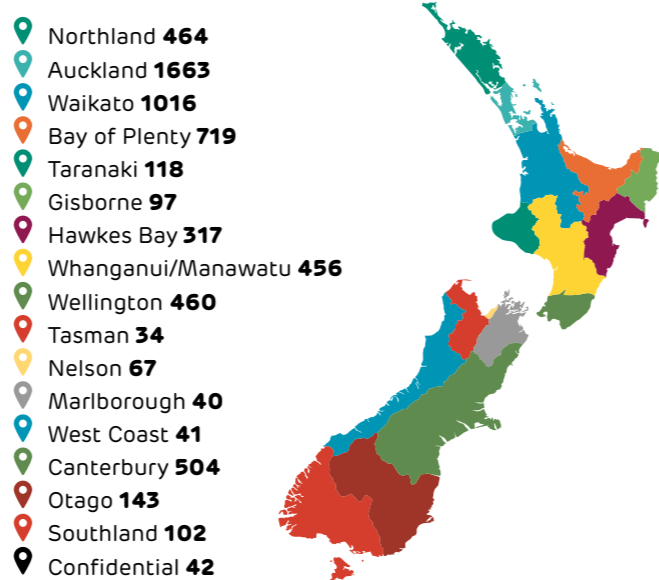 Northland 464
Auckland 1663
Waikato 1016
Bay of Plenty 719
Taranaki 118
Gisborne 97
Hawkes Bay 317
Whanganui/Manawatu 456
Wellington 460
Tasman 34
Nelson 67
Marlborough 40
West Coast 41
Canterbury 504
Otago 143
Southland 102
Confidential 42